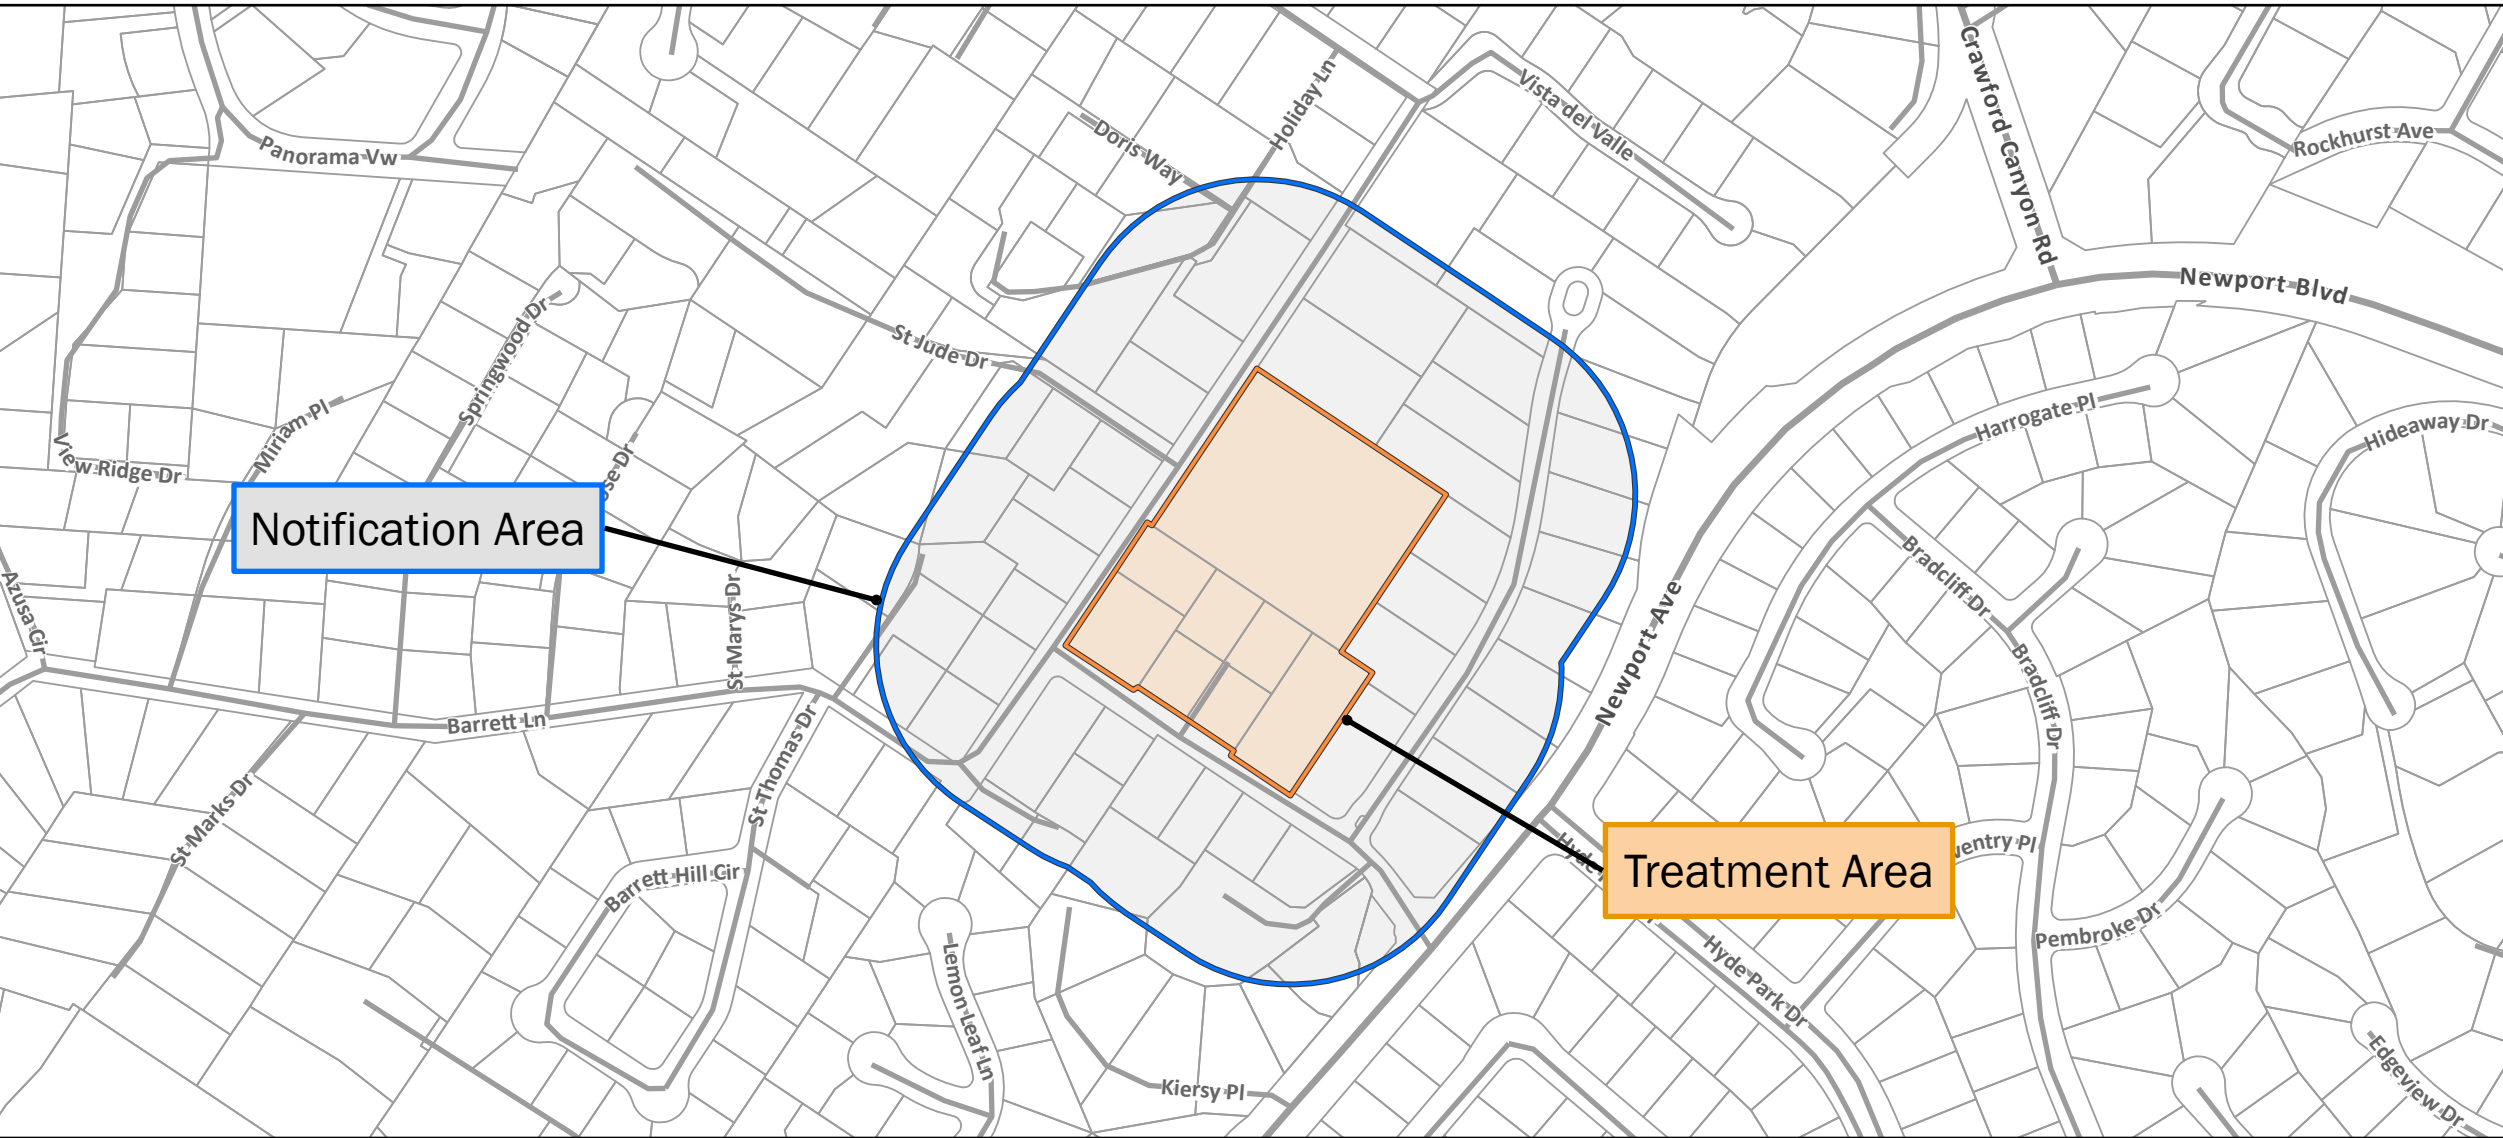 Crawford Canyon Rd
Holiday Ln
Vista del Valle
Doris Way
Rockhurst Ave
Panorama Vw
Newport Blvd
St Jude Dr
Springwood Dr
Miriam Pl
Harrogate Pl
Hideaway Dr
View Ridge Dr
Notification Area
Bradcliff Dr
Azusa Cir
St Marys Dr
Newport Ave
Bradcliff Dr
Barrett Ln
St Thomas Dr
St Marks Dr
Hyde
Treatment Area
Barrett Hill Cir
Pembroke Dr
Hyde Park Dr
Lemon Leaf Ln
Kiersy Pl
Edgeview Dr